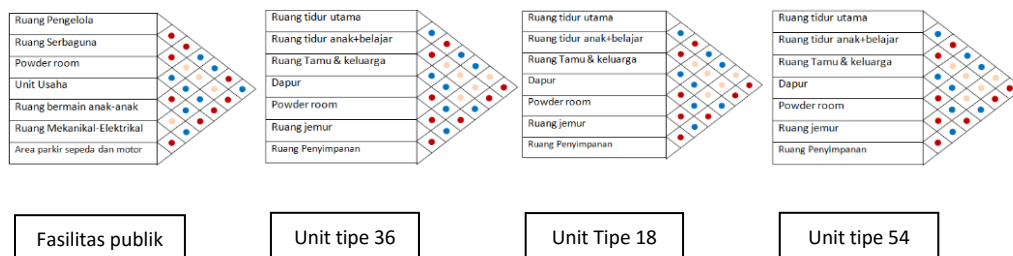 Ruang Pengelola
Ruang Serbaguna
Powder room
Unit Usaha
Ruang bermain anak-anak
Ruang Mekanikal-Elektrikal
Area parkir sepeda dan motor
Fasilitas publik
Ruang tidur utama
Ruang tidur anak+belajar
Ruang Tamu & keluarga
Dapur
Powder room
Ruang jemur
Ruang Penyimpanan
Unit tipe 36
Ruang tidur utama
Ruang tidur anak+belajar
Ruang Tamu & keluarga
Dapur
Powder room
Ruang jemur
Ruang Penyimpanan
Unit Tipe 18
Ruang tidur utama
Ruang tidur anak+belajar
Ruang Tamu & keluarga
Dapur
Powder room
Ruang jemur
Ruang Penyimpanan
Unit tipe 54